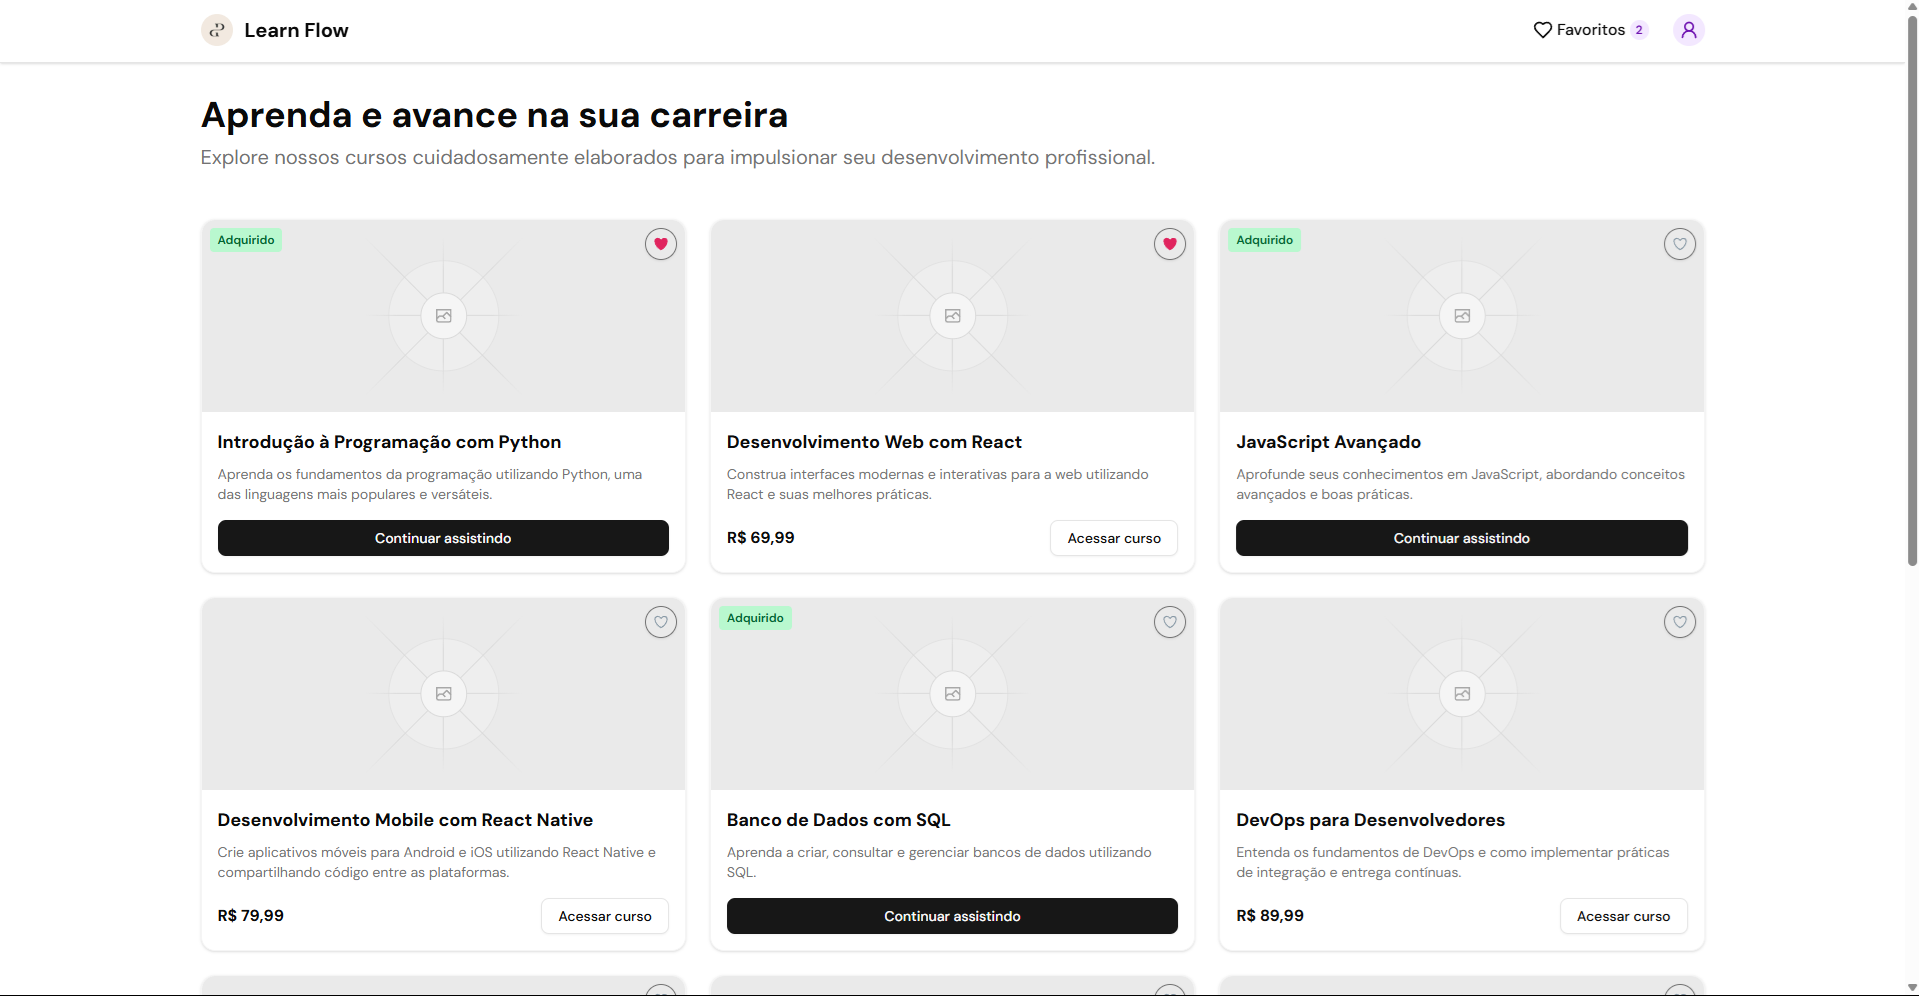 Learn Flow
Favoritos 2
Aprenda e avance na sua carreira
Explore nossos cursos cuidadosamente elaborados para impulsionar seu desenvolvimento profissional.
Adquirido
Introdução à Programação com Python
Aprenda os fundamentos da programação utilizando Python, uma
das linguagens mais populares e versáteis.
Continuar assistindo
Desenvolvimento Web com React
Construa interfaces modernas e interativas para a web utilizando
React e suas melhores práticas.
R$ 69,99
Acessar curso
Adquirido
JavaScript Avançado
Aprofunde seus conhecimentos em JavaScript, abordando conceitos
avançados e boas práticas.
Continuar assistindo
Desenvolvimento Mobile com React Native
Crie aplicativos móveis para Android e iOS utilizando React Native e
compartilhando código entre as plataformas.
R$ 79,99
Acessar curso
Adquirido
Banco de Dados com SQL
Aprenda a criar, consultar e gerenciar bancos de dados utilizando
SQL.
Continuar assistindo
DevOps para Desenvolvedores
Entenda os fundamentos de DevOps e como implementar práticas
de integração e entrega contínuas.
R$ 89,99
Acessar curso